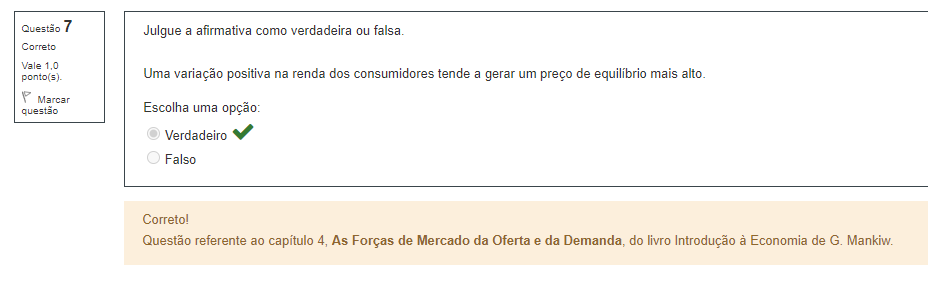 Questão 7
Correto
Vale 1,0
ponto(s).
Marcar
questão
Julgue a afirmativa como verdadeira ou falsa.
Uma variação positiva na renda dos consumidores tende a gerar um preço de equilíbrio mais alto.
Escolha uma opção:
Verdadeiro
Falso
Correto!
Questão referente ao capítulo 4, As Forças de Mercado da Oferta e da Demanda, do livro Introdução à Economia de G. Mankiw.